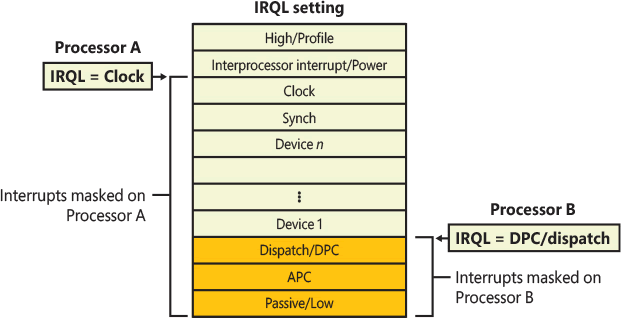 IRQL setting
Processor A
IRQL = Clock
High/Profile
Interprocessor interrupt/Power
Clock
Synch
Device n
Interrupts masked on
Processor A
⋮
Device 1
Processor B
IRQL = DPC/dispatch
Dispatch/DPC
APC
Passive/Low
Interrupts masked on
Processor B